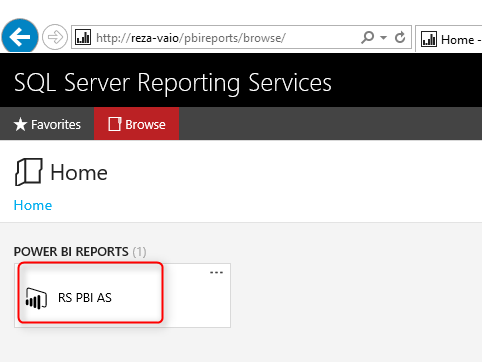 http://reza-vaio/pbireports/browse/
Home -
SQL Server Reporting Services
Favorites
Browse
Home
Home
POWER BI REPORTS (1)
...
RS PBI AS